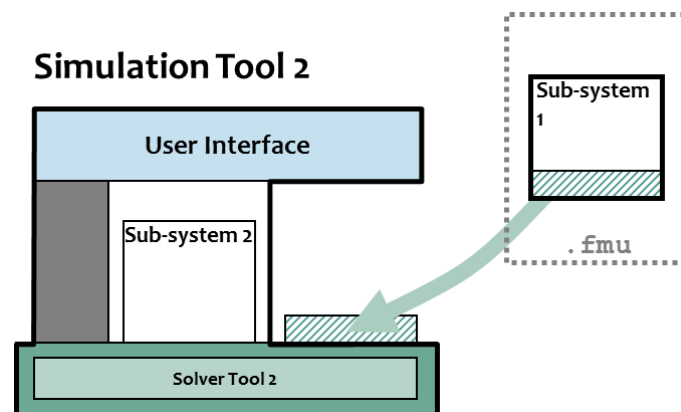 Simulation Tool 2
Sub-system
1
User Interface
Sub-system 2
.fmu
Solver Tool 2